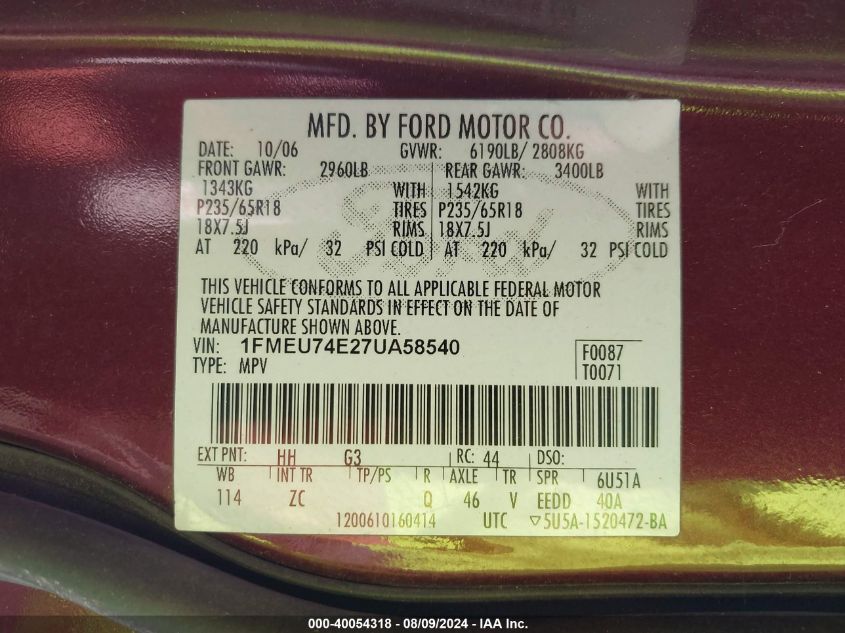 MFD. BY FORD MOTOR CO.
DATE: 10/06 GVWR: 6190LB/ 2808KG
FRONT GAWR: 2960LB REAR GAWR: 3400LB
1343KG WITH 1542KG WITH
P235/65R18 TIRES P235/65R18 TIRES
18X7.5J RIMS 18X7.5J RIMS
AT 220 kPa/ 32 PSI COLD AT 220 kPa/ 32 PSI COLD
THIS VEHICLE CONFORMS TO ALL APPLICABLE FEDERAL MOTOR
VEHICLE SAFETY STANDARDS IN EFFECT ON THE DATE OF
MANUFACTURE SHOWN ABOVE.
VIN: 1FMEU74E27UA58540 F0087
TYPE: MPV T0071
EXT PNT: HH G3 RC: 44 DSO:
WB INT TR TP/PS R AXLE TR SPR 6U51A
114 ZC Q 46 V EEDD 40A
1200610160414 UTC ▽5U5A-1520472-BA
Ford
000-40054318 - 08/09/2024 - IAA Inc.